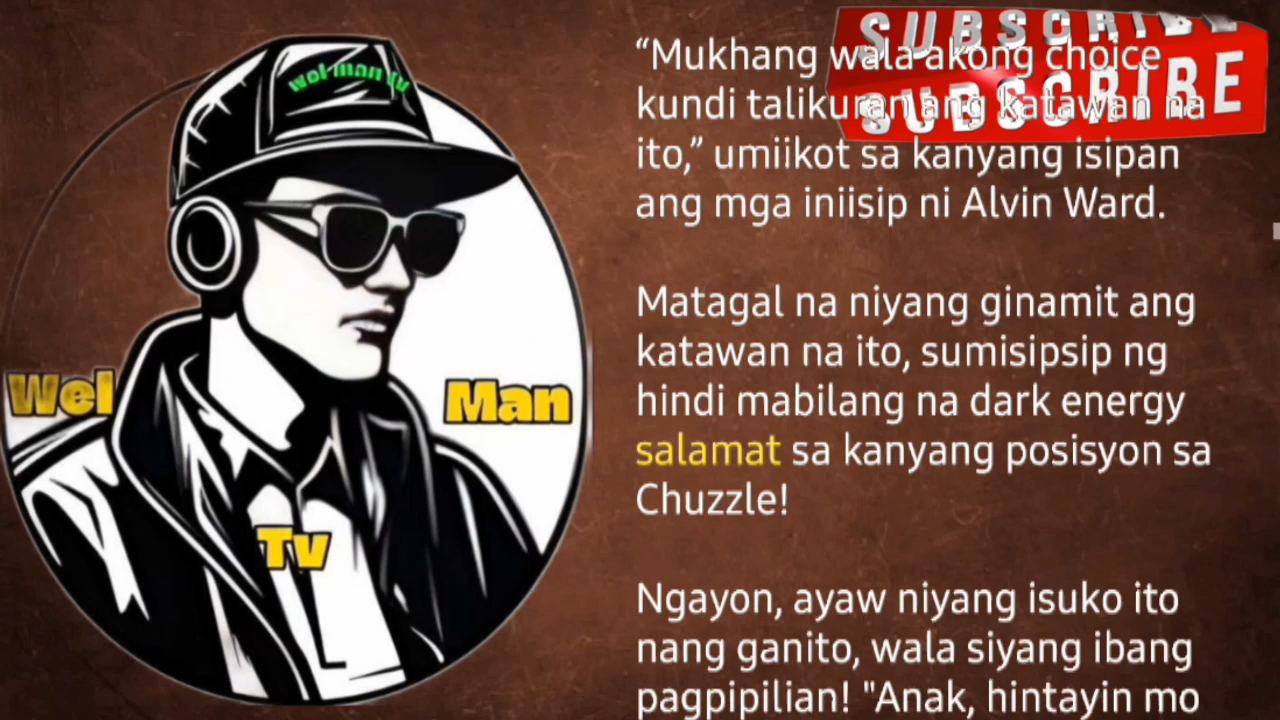 wel man tv
Wel
Man
Tv
SUBSCRIBE
SUBSCRIBE
“Mukhang wala akong choice
kundi talikuran ang katawan na
ito,” umiikot sa kanyang isipan
ang mga iniisip ni Alvin Ward.
Matagal na niyang ginamit ang
katawan na ito, sumisipsip ng
hindi mabilang na dark energy
salamat sa kanyang posisyon sa
Chuzzle!
Ngayon, ayaw niyang isuko ito
nang ganito, wala siyang ibang
pagpipilian! "Anak, hintayin mo